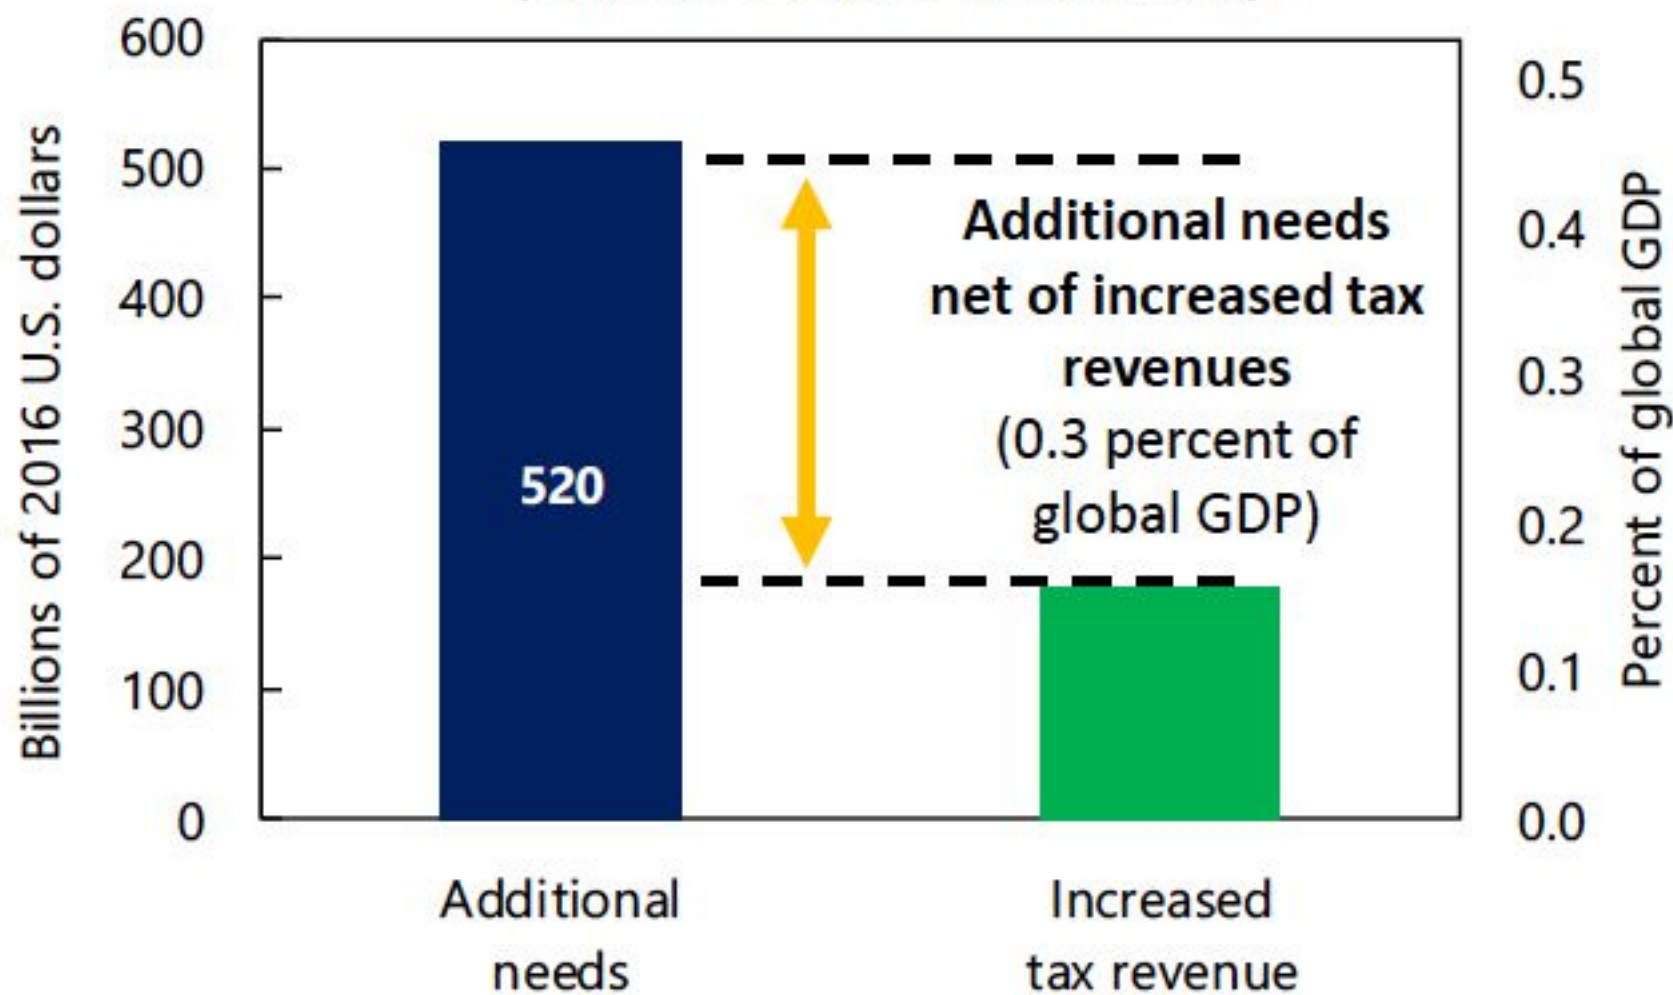 600
500
400
300
200
100
0
Billions of 2016 U.S. dollars
520
Additional needs
net of increased tax
revenues
(0.3 percent of
global GDP)
0.5
0.4
0.3
0.2
0.1
0.0
Percent of global GDP
Additional
needs
Increased
tax revenue